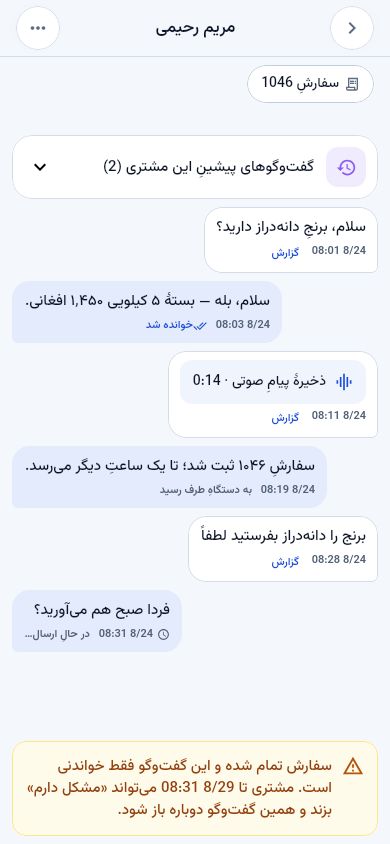 مریم رحیمی
سفارشِ 1046
گفت‌وگوهای پیشینِ این مشتری (2)
سلام، برنجِ دانه‌دراز دارید؟
8/24 08:01 گزارش
سلام، بله — بستهٔ ۵ کیلویی ۱,۴۵۰ افغانی.
8/24 08:03 خوانده شد
ذخیرهٔ پیامِ صوتی · 0:14
8/24 08:11 گزارش
سفارشِ ۱۰۴۶ ثبت شد؛ تا یک ساعتِ دیگر می‌رسد.
8/24 08:19 به دستگاهِ طرف رسید
برنج را دانه‌دراز بفرستید لطفاً
8/24 08:28 گزارش
فردا صبح هم می‌آورید؟
8/24 08:31 در حالِ ارسال…
سفارش تمام شده و این گفت‌وگو فقط خواندنی
است. مشتری تا 8/29 08:31 می‌تواند «مشکل دارم»
بزند و همین گفت‌وگو دوباره باز شود.